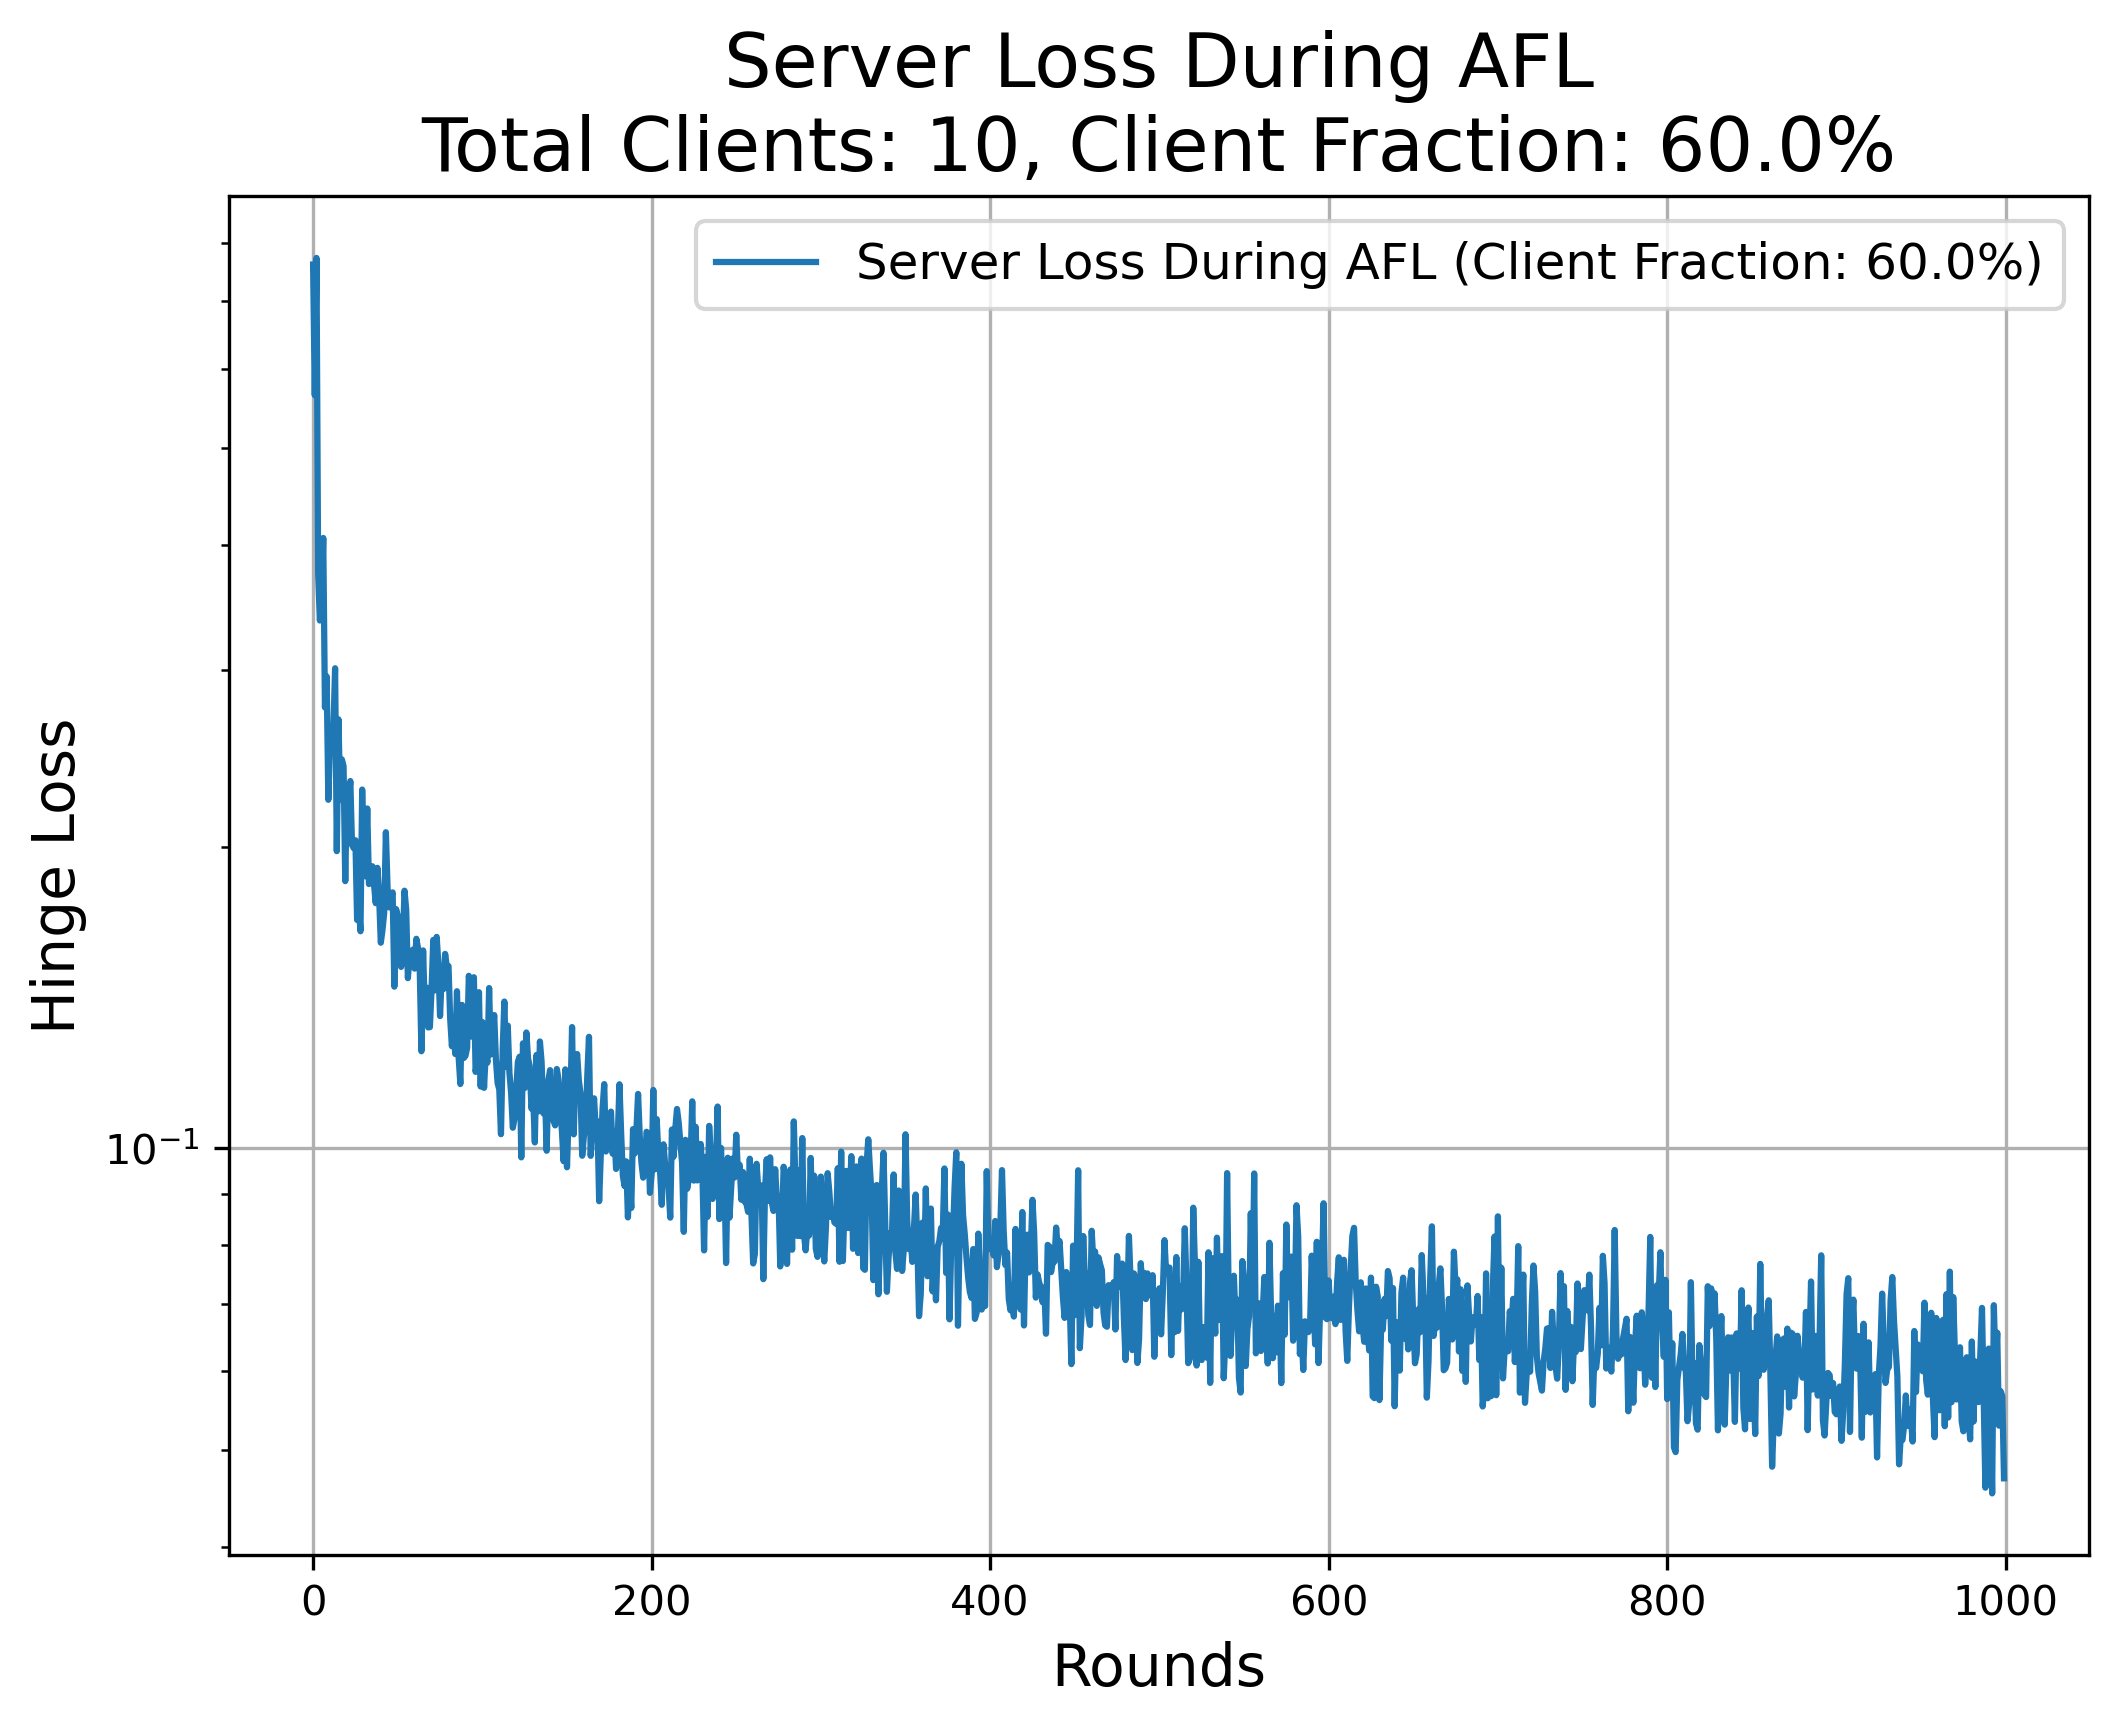 Server Loss During AFL
Total Clients: 10, Client Fraction: 60.0%
Server Loss During AFL (Client Fraction: 60.0%)
Hinge Loss
10⁻¹
0 200 400 600 800 1000
Rounds